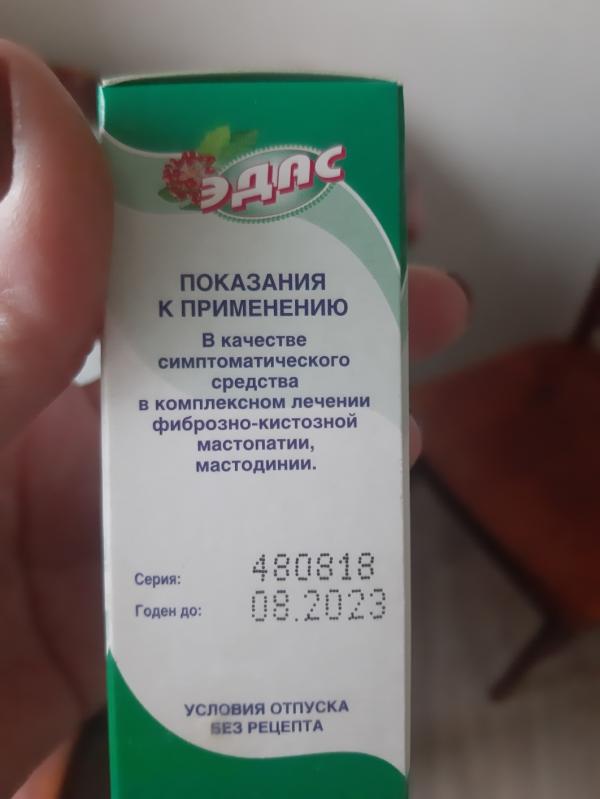 ЭДАС
ПОКАЗАНИЯ
К ПРИМЕНЕНИЮ
В качестве
симптоматического
средства
в комплексном лечении
фиброзно-кистозной
мастопатии,
мастодинии.
Серия: 480818
Годен до: 08.2023
УСЛОВИЯ ОТПУСКА
БЕЗ РЕЦЕПТА